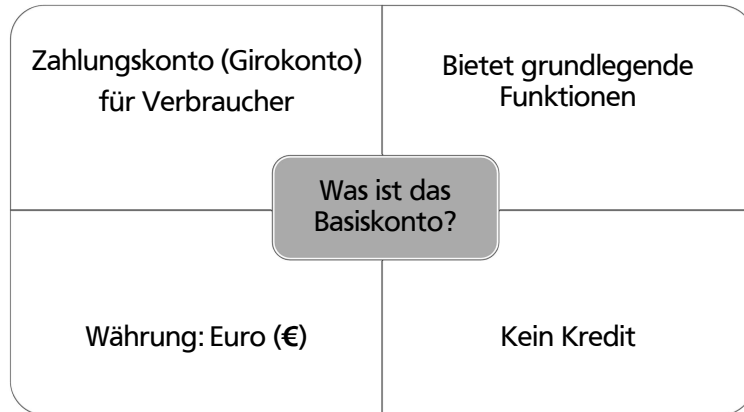 Zahlungskonto (Girokonto)
für Verbraucher
Bietet grundlegende
Funktionen
Was ist das
Basiskonto?
Währung: Euro (€)
Kein Kredit